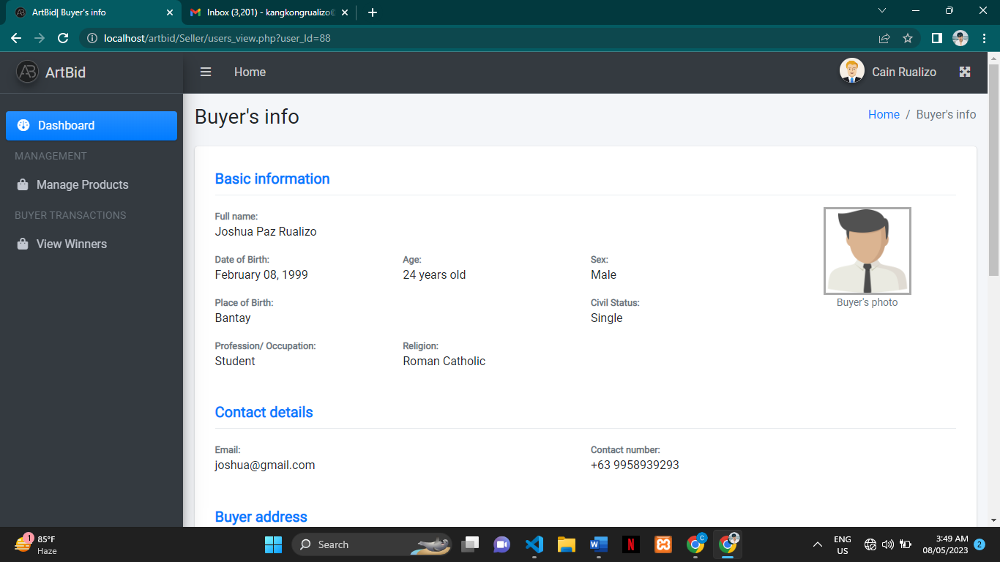 ArtBid| Buyer's info
Inbox (3,201) - kangkongrualizo@
localhost/artbid/Seller/users_view.php?user_Id=88
AB ArtBid
Home
Cain Rualizo
Dashboard
MANAGEMENT
Manage Products
BUYER TRANSACTIONS
View Winners
Buyer's info
Home / Buyer's info
Basic information
Full name:
Joshua Paz Rualizo
Buyer's photo
Date of Birth: Age: Sex:
February 08, 1999 24 years old Male
Place of Birth: Civil Status:
Bantay Single
Profession/ Occupation: Religion:
Student Roman Catholic
Contact details
Email: Contact number:
joshua@gmail.com +63 9958939293
Buyer address
1
85°F
Haze
Search
W
N
C
ENG
US
3:49 AM
08/05/2023
2